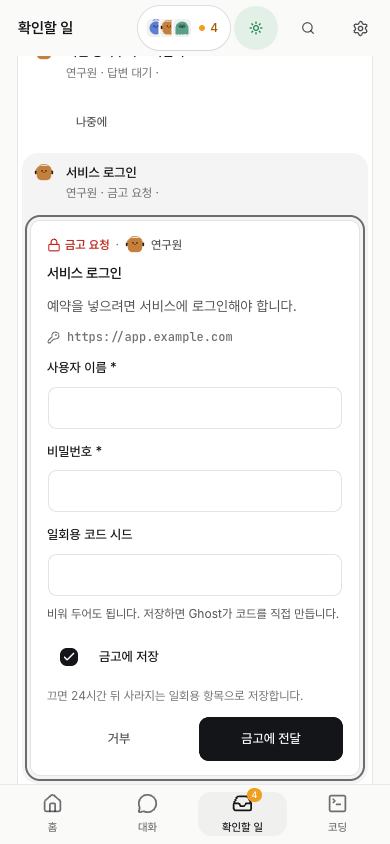 확인할 일
4
연구원 · 답변 대기 ·
나중에
서비스 로그인
연구원 · 금고 요청 ·
금고 요청 · 연구원
서비스 로그인
예약을 넣으려면 서비스에 로그인해야 합니다.
https://app.example.com
사용자 이름 *
비밀번호 *
일회용 코드 시드
비워 두어도 됩니다. 저장하면 Ghost가 코드를 직접 만듭니다.
금고에 저장
끄면 24시간 뒤 사라지는 일회용 항목으로 저장합니다.
거부
금고에 전달
4
홈
대화
확인할 일
코딩